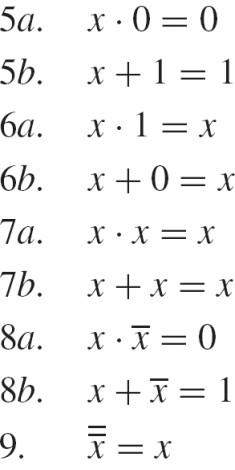 5a. x · 0 = 0
5b. x + 1 = 1
6a. x · 1 = x
6b. x + 0 = x
7a. x · x = x
7b. x + x = x
8a. x · x̅ = 0
8b. x + x̅ = 1
9. x̿ = x